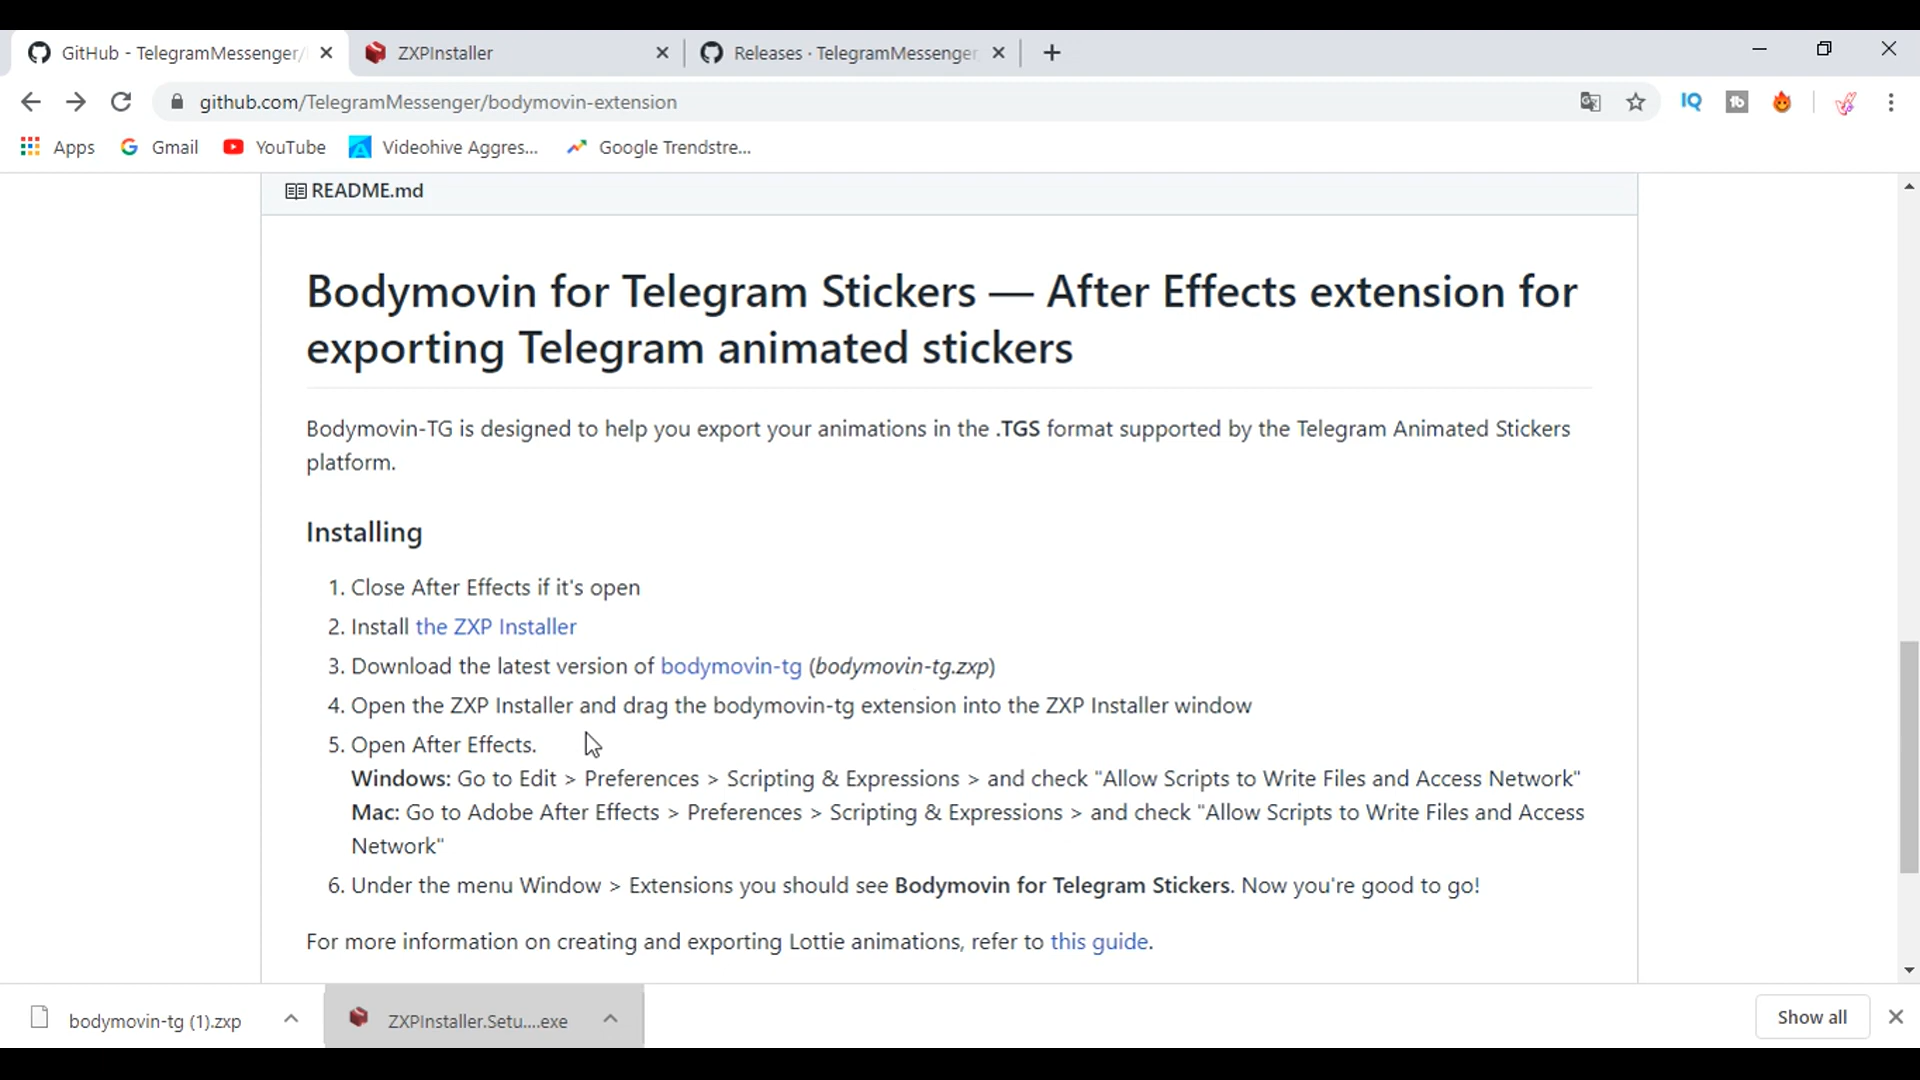 GitHub - TelegramMessenger/
ZXPInstaller
Releases · TelegramMessenger
github.com/TelegramMessenger/bodymovin-extension
IQ
tb
Apps
Gmail
YouTube
Videohive Aggres...
Google Trendstre...
README.md
Bodymovin for Telegram Stickers — After Effects extension for
exporting Telegram animated stickers
Bodymovin-TG is designed to help you export your animations in the .TGS format supported by the Telegram Animated Stickers
platform.
Installing
1. Close After Effects if it's open
2. Install the ZXP Installer
3. Download the latest version of bodymovin-tg (bodymovin-tg.zxp)
4. Open the ZXP Installer and drag the bodymovin-tg extension into the ZXP Installer window
5. Open After Effects.
Windows: Go to Edit > Preferences > Scripting & Expressions > and check "Allow Scripts to Write Files and Access Network"
Mac: Go to Adobe After Effects > Preferences > Scripting & Expressions > and check "Allow Scripts to Write Files and Access
Network"
6. Under the menu Window > Extensions you should see Bodymovin for Telegram Stickers. Now you're good to go!
For more information on creating and exporting Lottie animations, refer to this guide.
bodymovin-tg (1).zxp
ZXPInstaller.Setu....exe
Show all